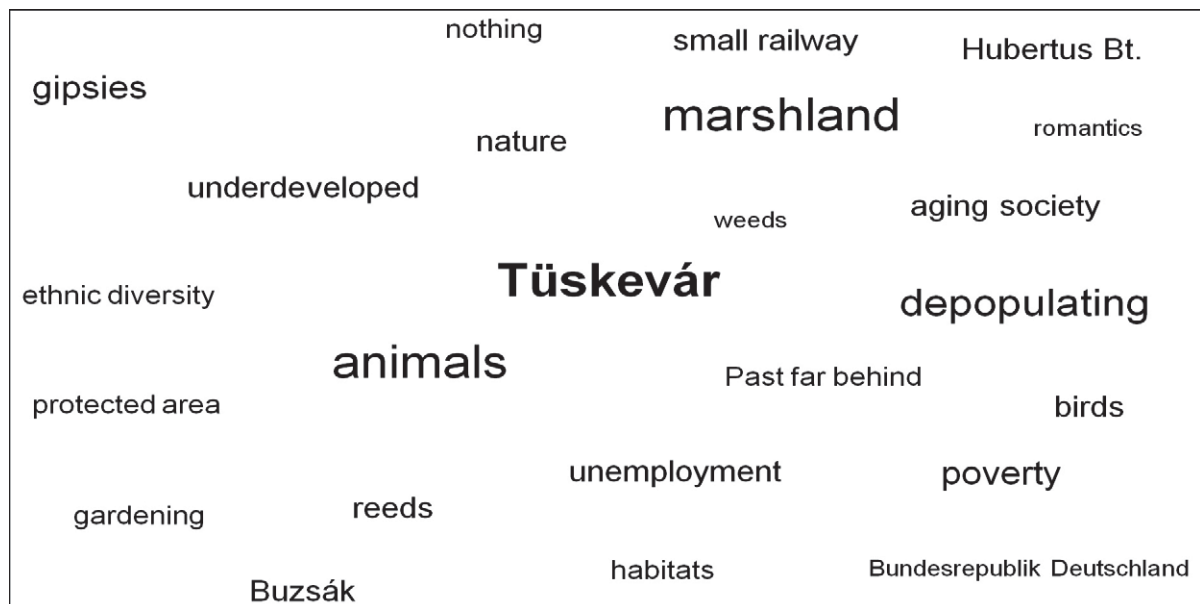 nothing
small railway
Hubertus Bt.
gipsies
marshland
romantics
nature
underdeveloped
aging society
weeds
Tüskevár
ethnic diversity
depopulating
animals
Past far behind
protected area
birds
unemployment
poverty
reeds
gardening
habitats
Bundesrepublik Deutschland
Buzsák